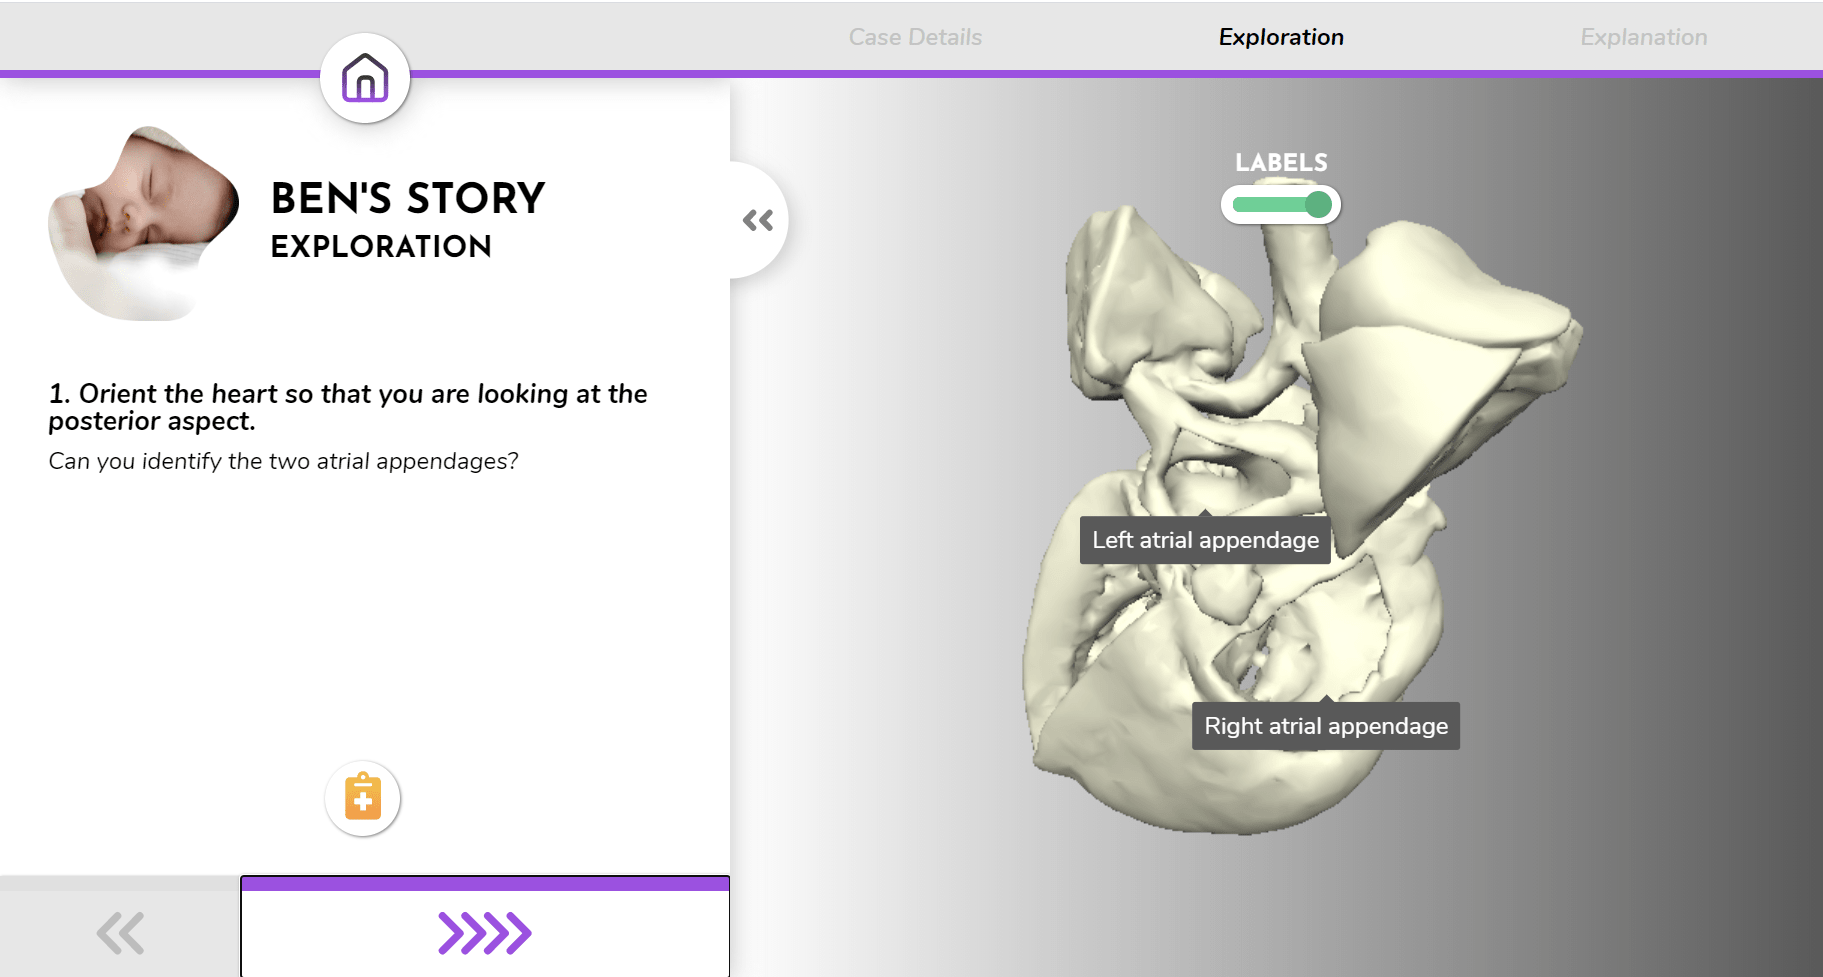 Case Details
Exploration
Explanation
BEN'S STORY
EXPLORATION
LABELS
1. Orient the heart so that you are looking at the
posterior aspect.
Can you identify the two atrial appendages?
Left atrial appendage
Right atrial appendage